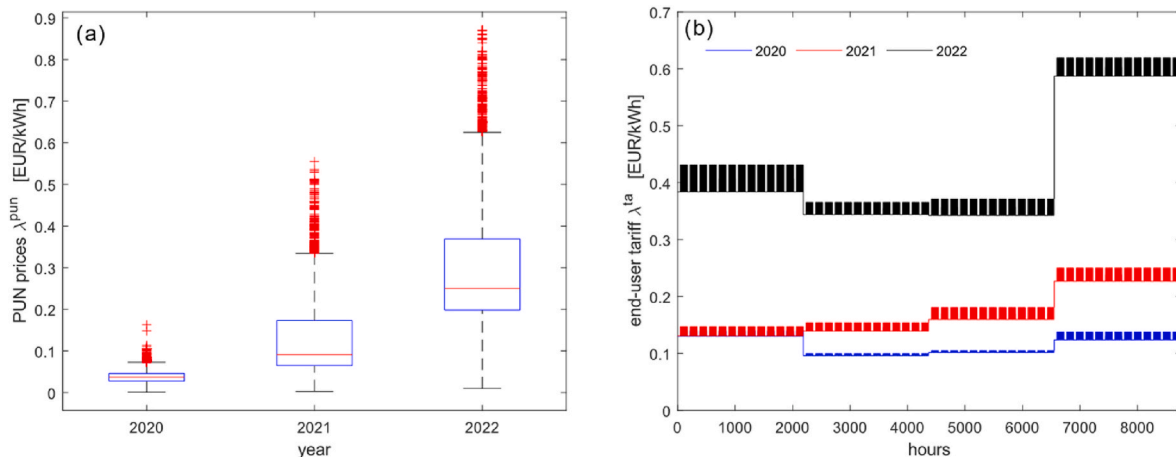 (a)
PUN prices λ^pun [EUR/kWh]
0.9
0.8
0.7
0.6
0.5
0.4
0.3
0.2
0.1
0
2020 2021 2022
year
(b)
end-user tariff λ^ta [EUR/kWh]
2020 2021 2022
0.7
0.6
0.5
0.4
0.3
0.2
0.1
0
0 1000 2000 3000 4000 5000 6000 7000 8000
hours